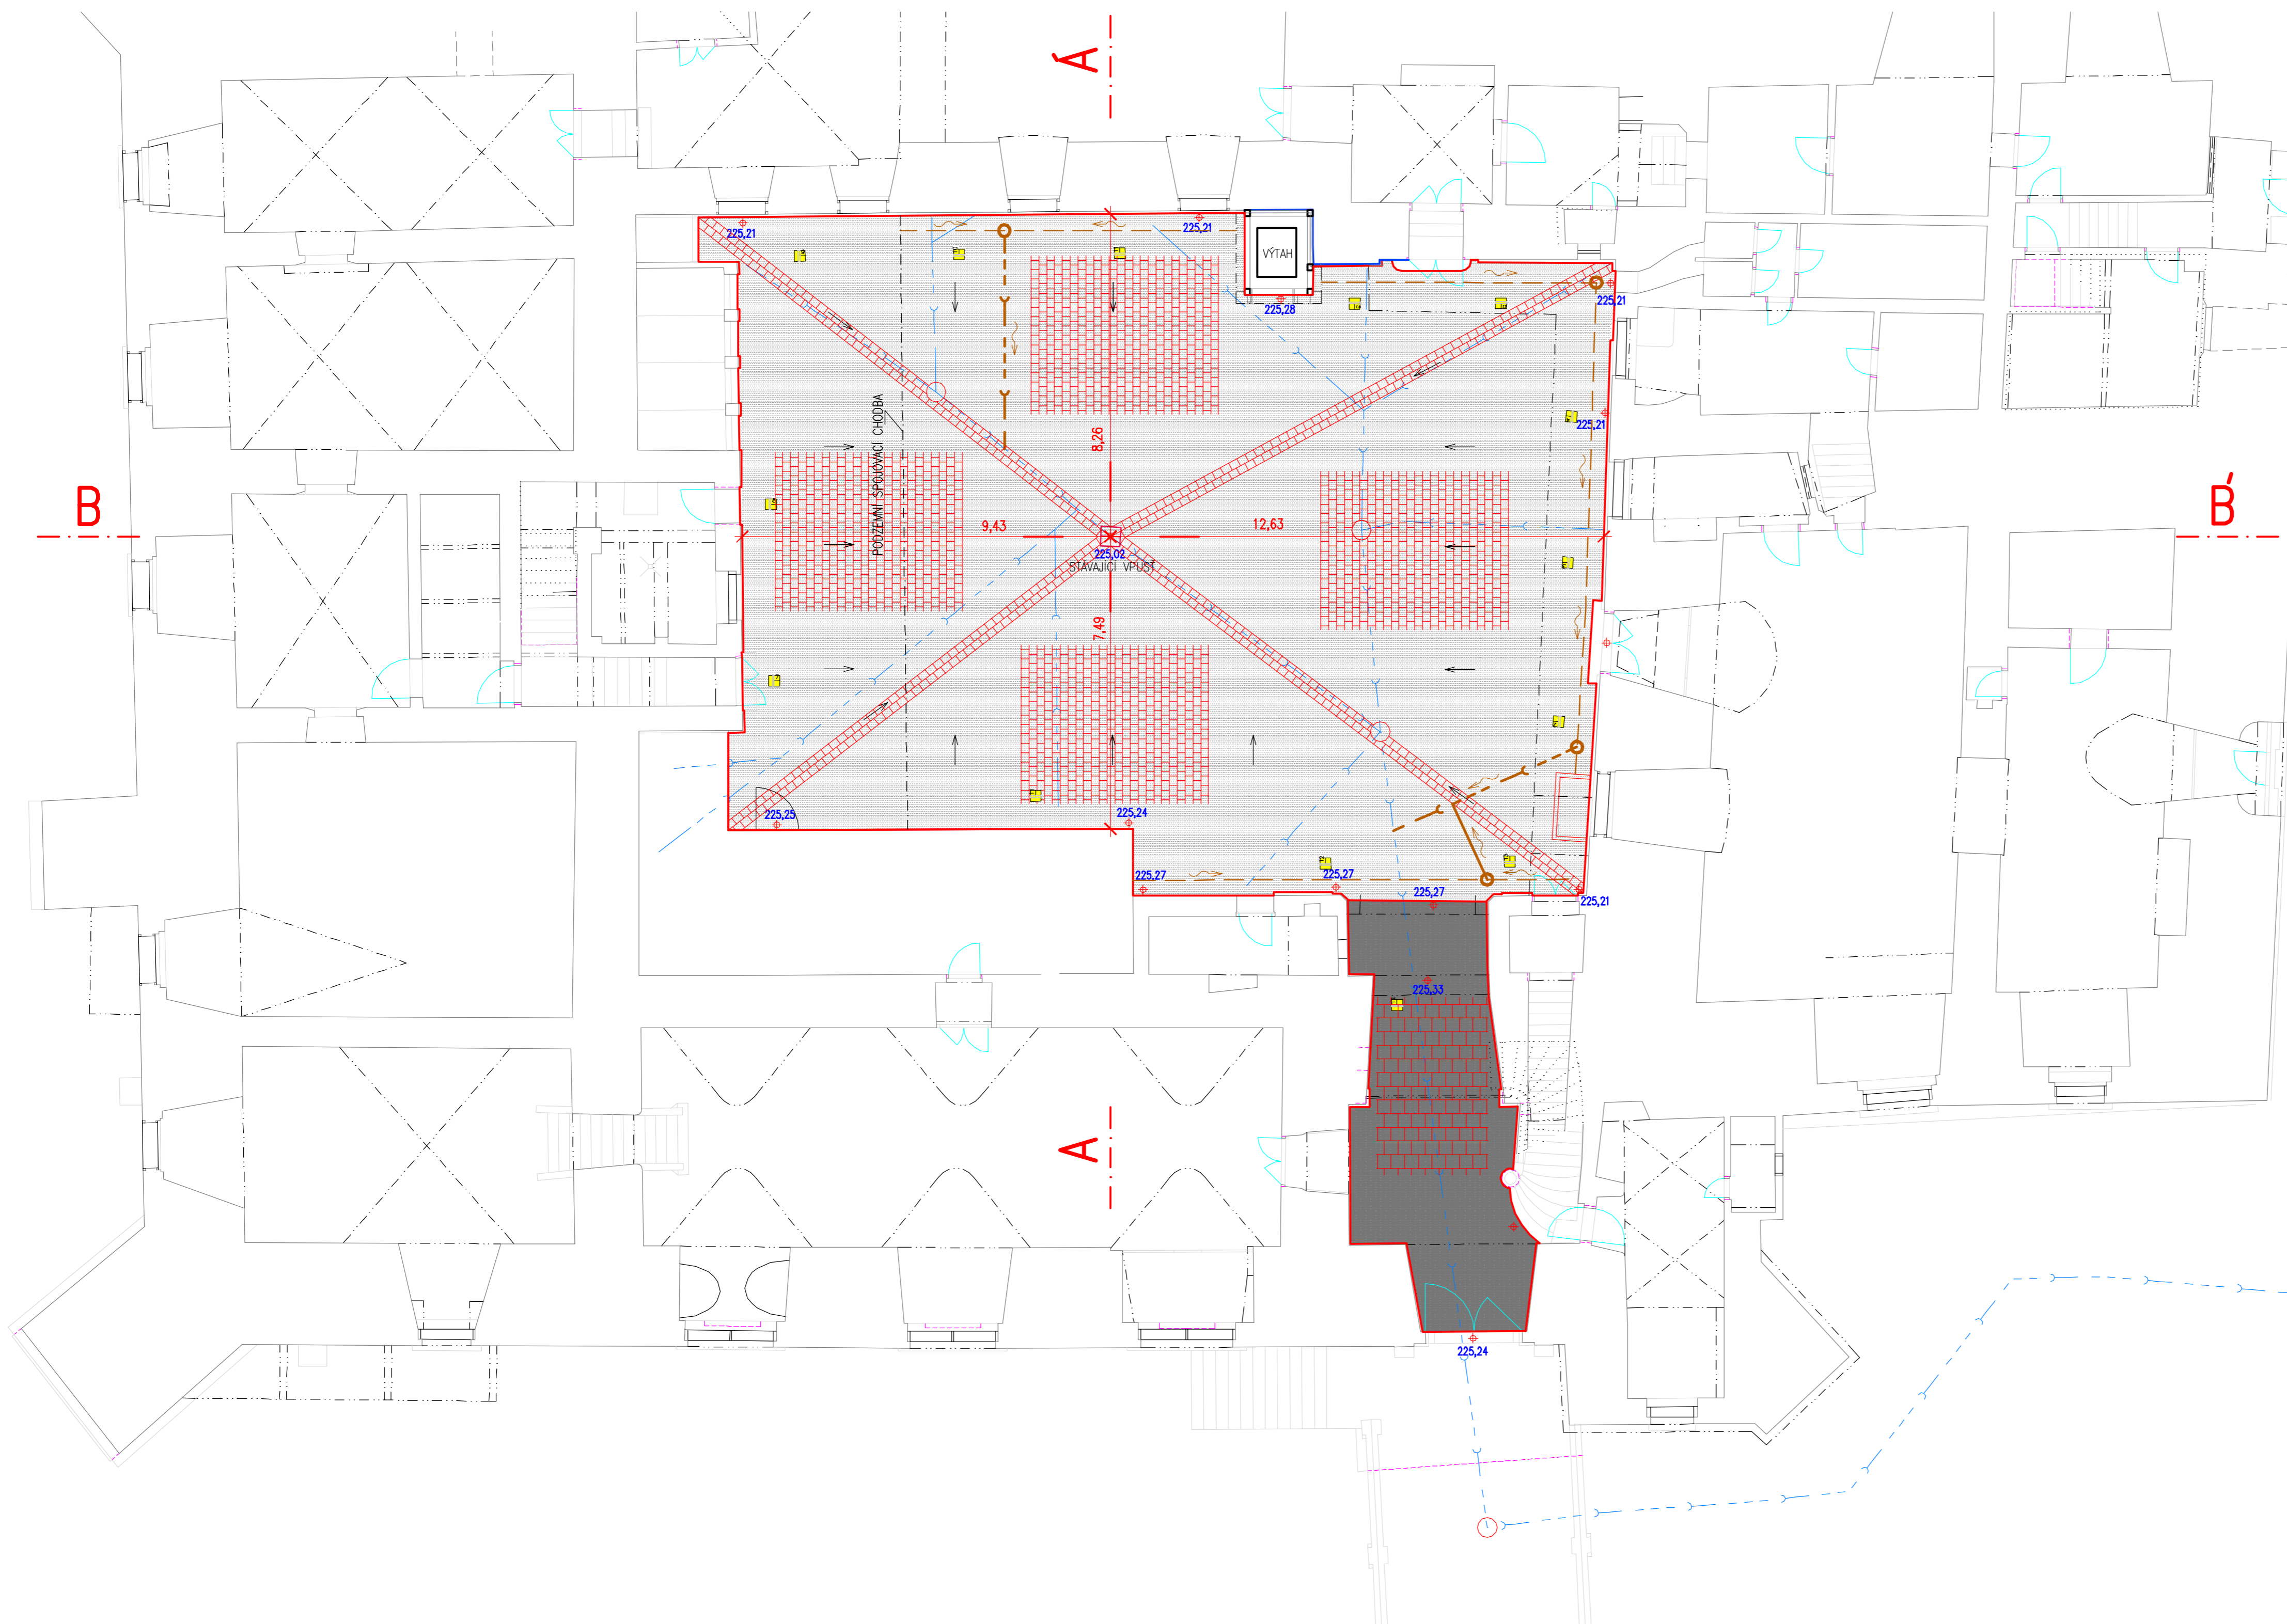 Á
225,21
225,21
VÝTAH
225,28
225,21
225,21
8,26
PODZEMNÍ SPOJOVACÍ CHODBA
B
B́
9,43
12,63
225,02
STÁVAJÍCÍ VPUSŤ
7,49
225,25
225,24
225,27
225,27
225,27
225,21
225,33
A
225,24